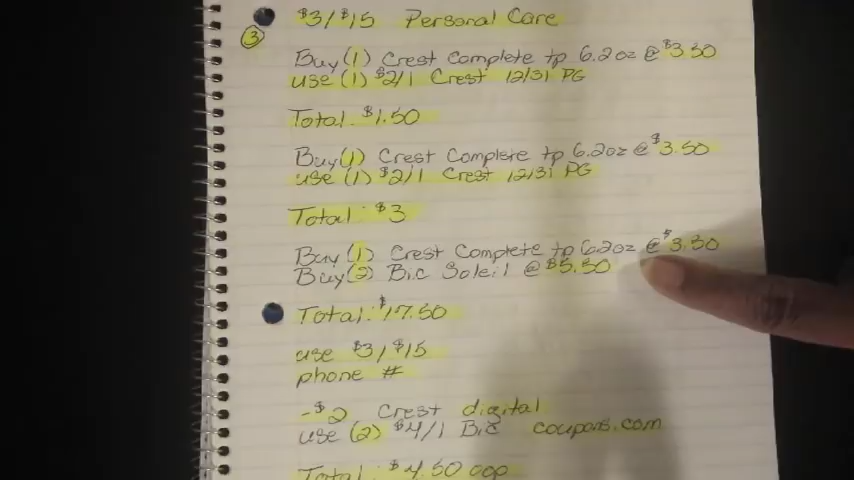 $3/$15 Personal Care
3
Buy (1) Crest Complete tp 6.2oz @ $3.50
use (1) $2/1 Crest 12/31 PG
Total: $1.50
Buy (1) Crest Complete tp 6.2oz @ $3.50
use (1) $2/1 Crest 12/31 PG
Total: $3
Buy (1) Crest Complete tp 6.2oz @ $3.50
Buy (2) Bic Soleil @ $5.50
Total: $17.50
use $3/$15
phone #
-$2 Crest digital
use (2) $4/1 Bic coupons.com
Total: $4.50 oop